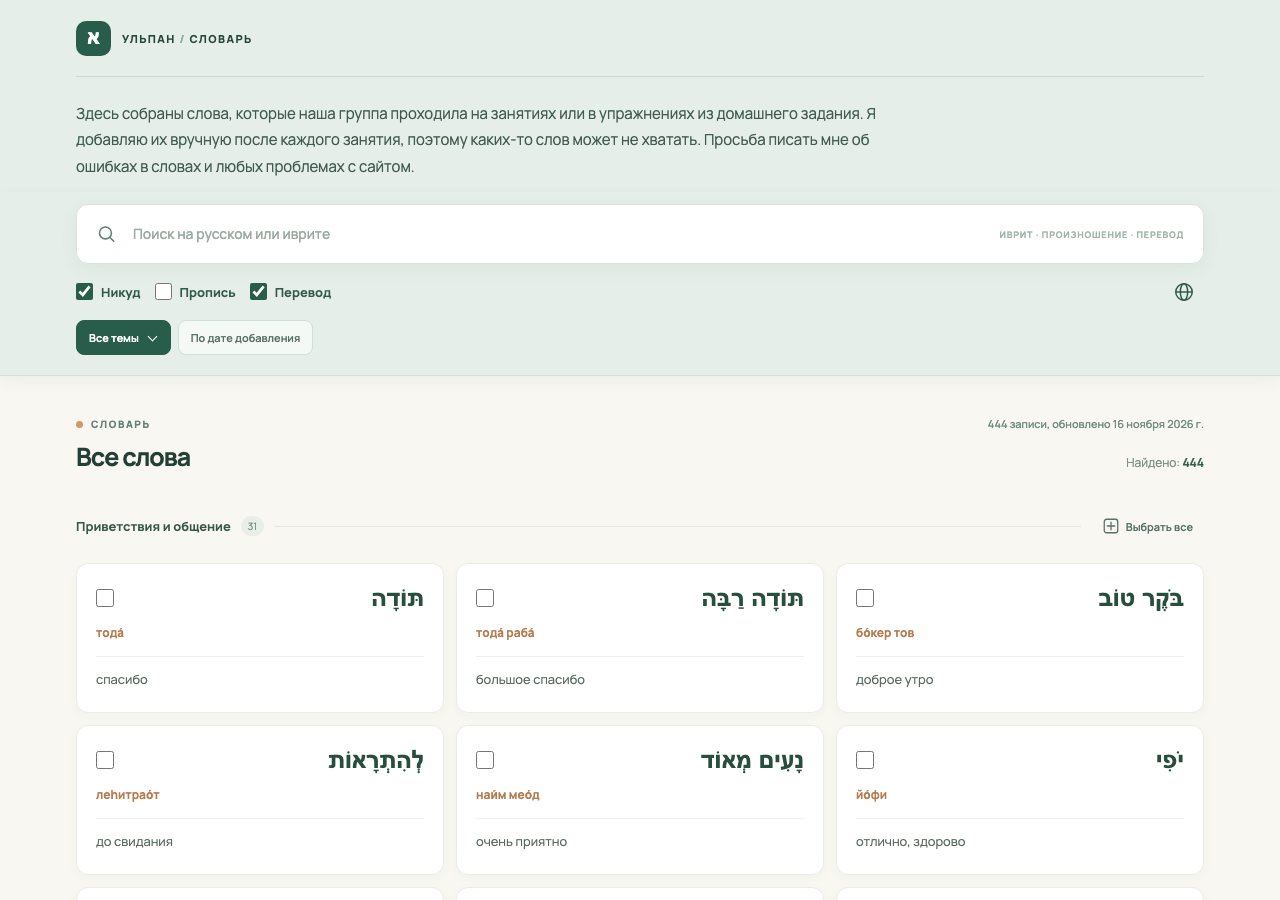 א УЛЬПАН / СЛОВАРЬ
Здесь собраны слова, которые наша группа проходила на занятиях или в упражнениях из домашнего задания. Я
добавляю их вручную после каждого занятия, поэтому каких-то слов может не хватать. Просьба писать мне об
ошибках в словах и любых проблемах с сайтом.
Поиск на русском или иврите
ИВРИТ · ПРОИЗНОШЕНИЕ · ПЕРЕВОД
Никуд Пропись Перевод
Все темы По дате добавления
СЛОВАРЬ
444 записи, обновлено 16 ноября 2026 г.
Все слова
Найдено: 444
Приветствия и общение 31
Выбрать все
תּוֹדָה
тода́
спасибо
תּוֹדָה רַבָּה
тода́ раба́
большое спасибо
בֹּקֶר טוֹב
бо́кер тов
доброе утро
לְהִתְרָאוֹת
леhитрао́т
до свидания
נָעִים מְאוֹד
наи́м мео́д
очень приятно
יֹפִי
йо́фи
отлично, здорово